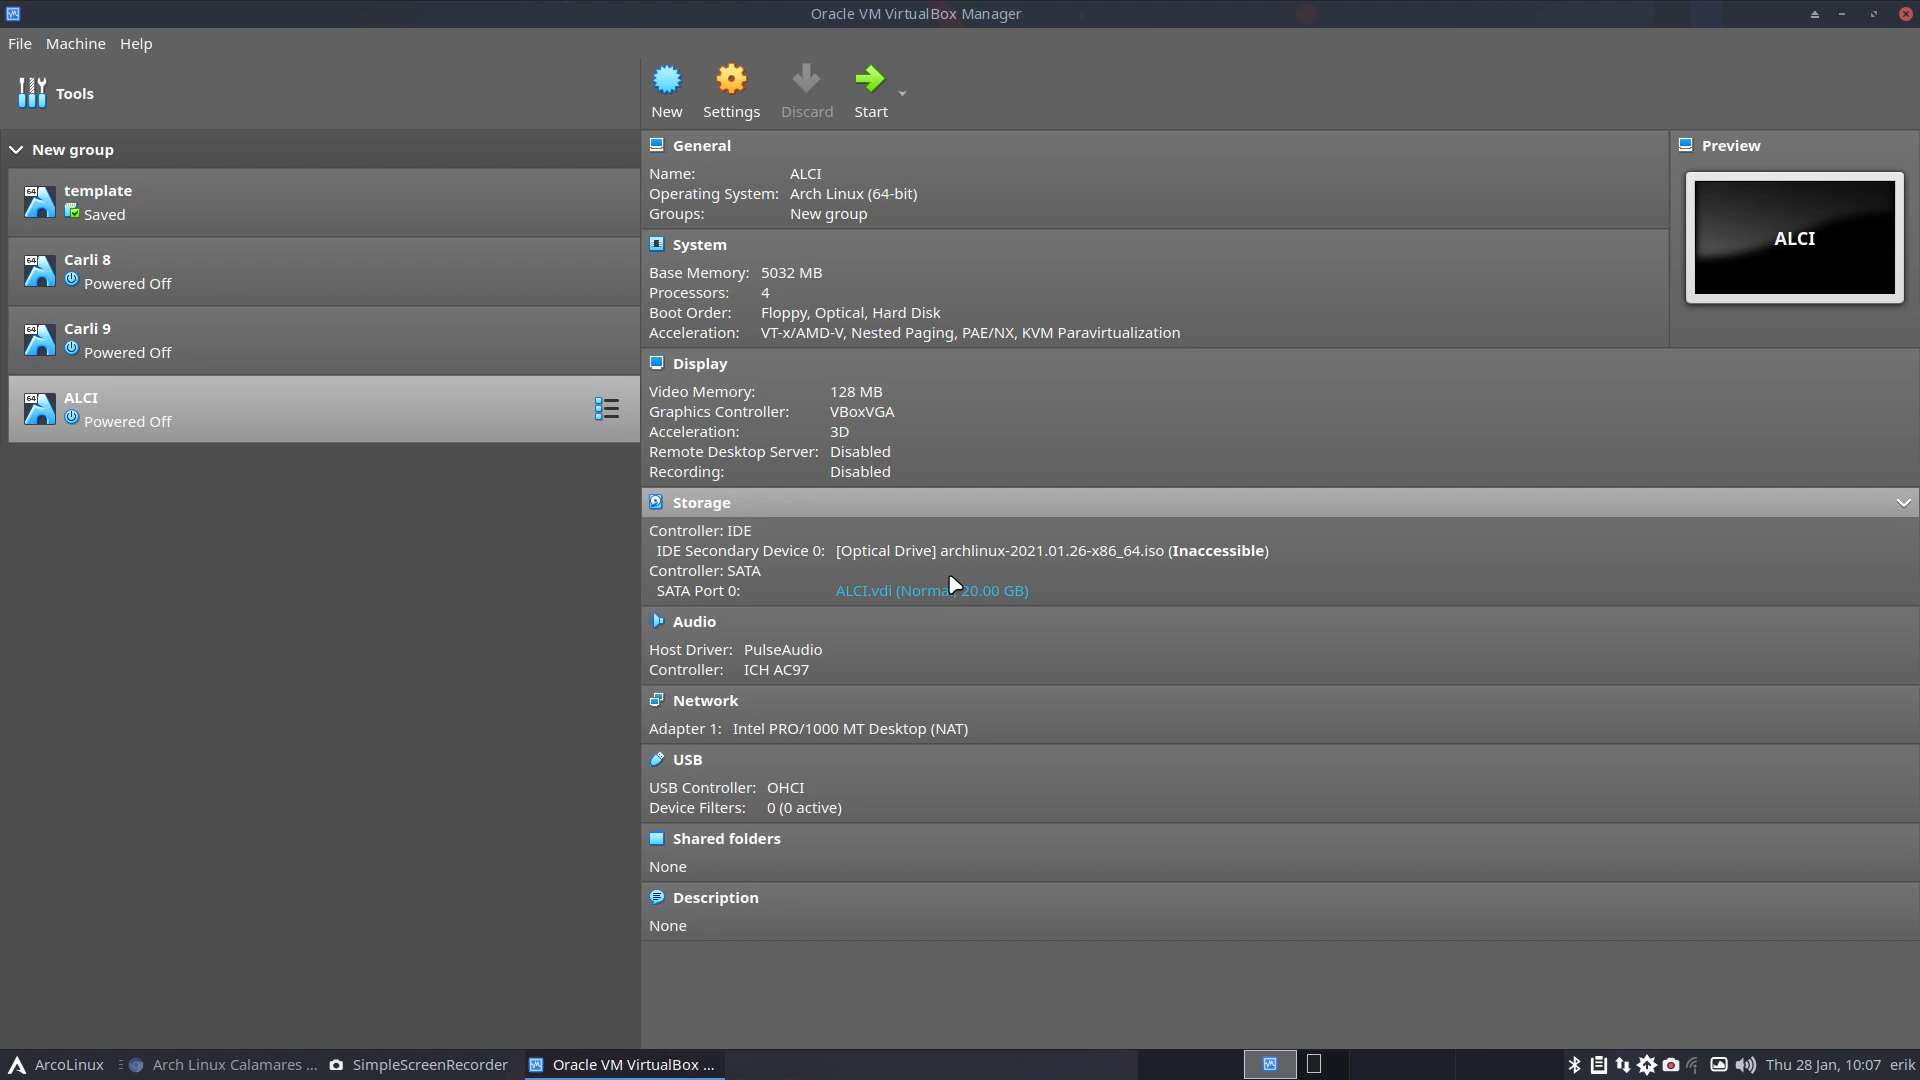 Oracle VM VirtualBox Manager
File Machine Help
Tools
New Settings Discard Start
New group
64 template
Saved
64 Carli 8
Powered Off
64 Carli 9
Powered Off
64 ALCI
Powered Off
General
Name: ALCI
Operating System: Arch Linux (64-bit)
Groups: New group
Preview
ALCI
System
Base Memory: 5032 MB
Processors: 4
Boot Order: Floppy, Optical, Hard Disk
Acceleration: VT-x/AMD-V, Nested Paging, PAE/NX, KVM Paravirtualization
Display
Video Memory: 128 MB
Graphics Controller: VBoxVGA
Acceleration: 3D
Remote Desktop Server: Disabled
Recording: Disabled
Storage
Controller: IDE
IDE Secondary Device 0: [Optical Drive] archlinux-2021.01.26-x86_64.iso (Inaccessible)
Controller: SATA
SATA Port 0: ALCI.vdi (Normal, 20.00 GB)
Audio
Host Driver: PulseAudio
Controller: ICH AC97
Network
Adapter 1: Intel PRO/1000 MT Desktop (NAT)
USB
USB Controller: OHCI
Device Filters: 0 (0 active)
Shared folders
None
Description
None
ArcoLinux Arch Linux Calamares ... SimpleScreenRecorder Oracle VM VirtualBox ... Thu 28 Jan, 10:07 erik